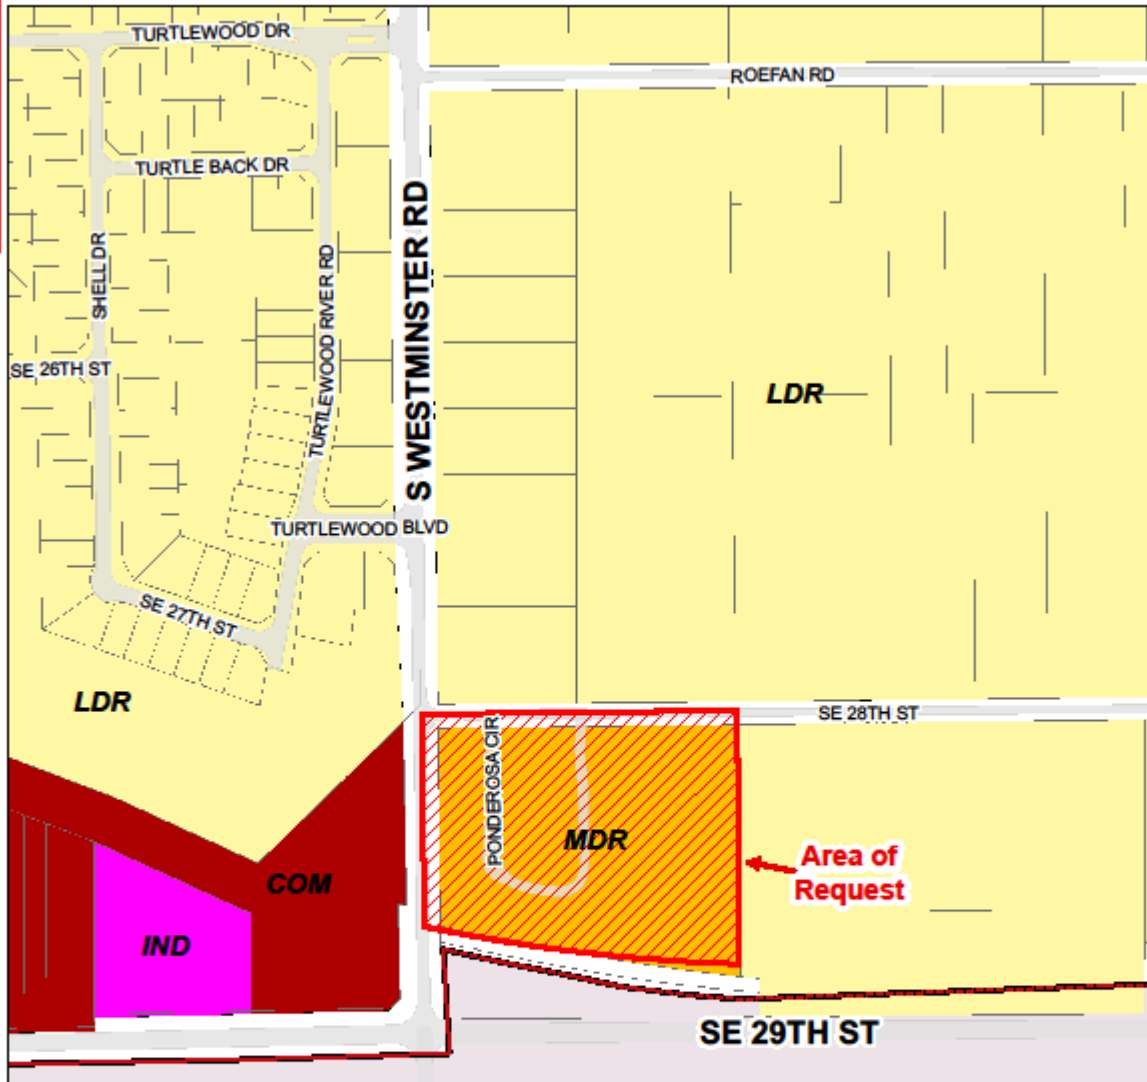 TURTLEWOOD DR
ROEFAN RD
TURTLE BACK DR
S WESTMINSTER RD
SHELL DR
TURTLEWOOD RIVER RD
SE 26TH ST
LDR
TURTLEWOOD BLVD
SE 27TH ST
LDR
SE 28TH ST
PONDEROSA CIR
MDR
Area of
Request
COM
IND
SE 29TH ST